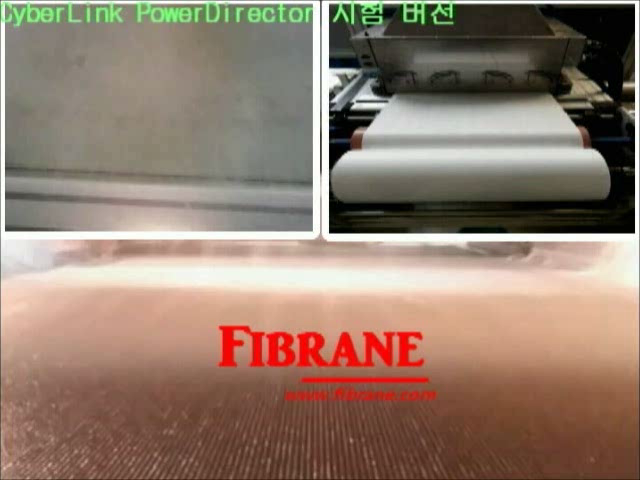 CyberLink PowerDirector 시험 버전
FIBRANE
www.fibrane.com